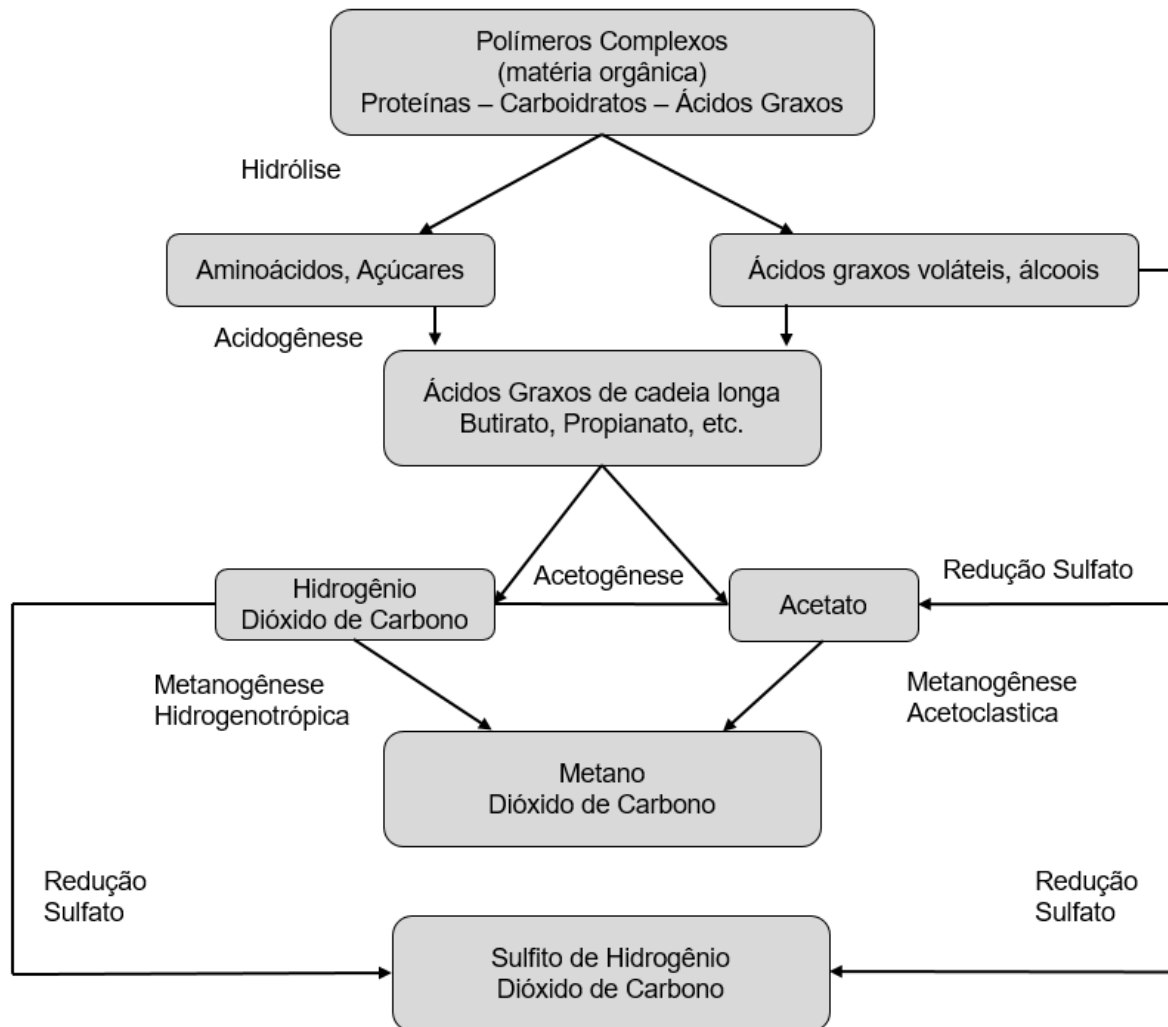 Polímeros Complexos
(matéria orgânica)
Proteínas – Carboidratos – Ácidos Graxos
Hidrólise
Aminoácidos, Açúcares
Ácidos graxos voláteis, álcoois
Acidogênese
Ácidos Graxos de cadeia longa
Butirato, Propianato, etc.
Hidrogênio
Dióxido de Carbono
Acetogênese
Acetato
Redução Sulfato
Metanogênese
Hidrogenotrópica
Metanogênese
Acetoclastica
Metano
Dióxido de Carbono
Redução
Sulfato
Redução
Sulfato
Sulfito de Hidrogênio
Dióxido de Carbono